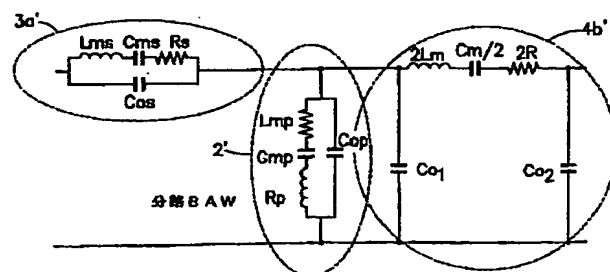 3a'
4b'
Lms Cms Rs
Cos
2Lm Cm/2 2R
2'
Lmp
Cmp
Rp
Cop
Co1
Co2
分路BAW